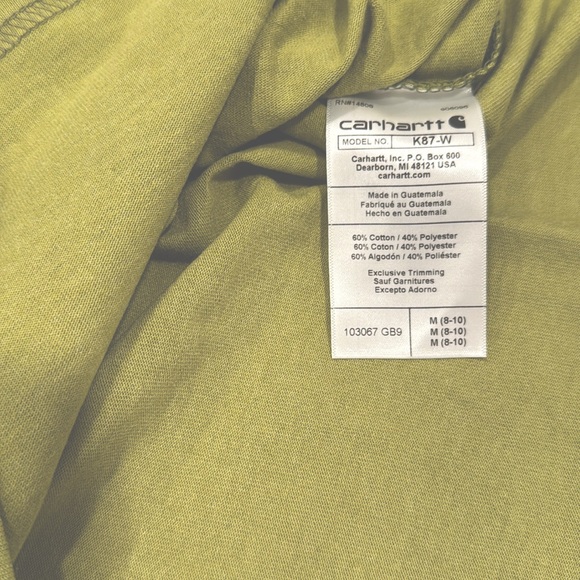 RN#14806
carhartt
MODEL NO. K87-W
Carhartt, Inc. P.O. Box 600
Dearborn, MI 48121 USA
carhartt.com
Made in Guatemala
Fabriqué au Guatemala
Hecho en Guatemala
60% Cotton / 40% Polyester
60% Coton / 40% Polyester
60% Algodón / 40% Poliéster
Exclusive Trimming
Sauf Garnitures
Excepto Adorno
103067 GB9
M (8-10)
M (8-10)
M (8-10)